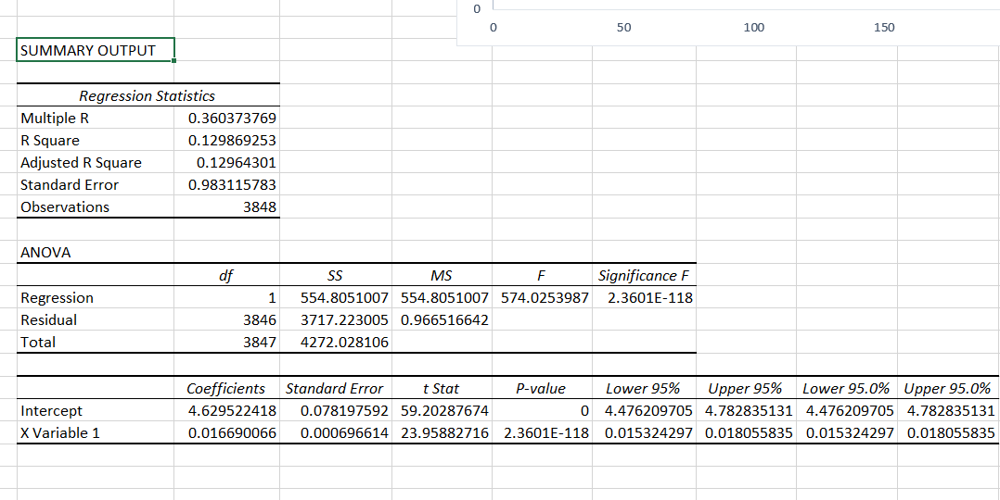 0
0 50 100 150
SUMMARY OUTPUT
Regression Statistics
Multiple R 0.360373769
R Square 0.129869253
Adjusted R Square 0.12964301
Standard Error 0.983115783
Observations 3848
ANOVA
df SS MS F Significance F
Regression 1 554.8051007 554.8051007 574.0253987 2.3601E-118
Residual 3846 3717.223005 0.966516642
Total 3847 4272.028106
Coefficients Standard Error t Stat P-value Lower 95% Upper 95% Lower 95.0% Upper 95.0%
Intercept 4.629522418 0.078197592 59.20287674 0 4.476209705 4.782835131 4.476209705 4.782835131
X Variable 1 0.016690066 0.000696614 23.95882716 2.3601E-118 0.015324297 0.018055835 0.015324297 0.018055835